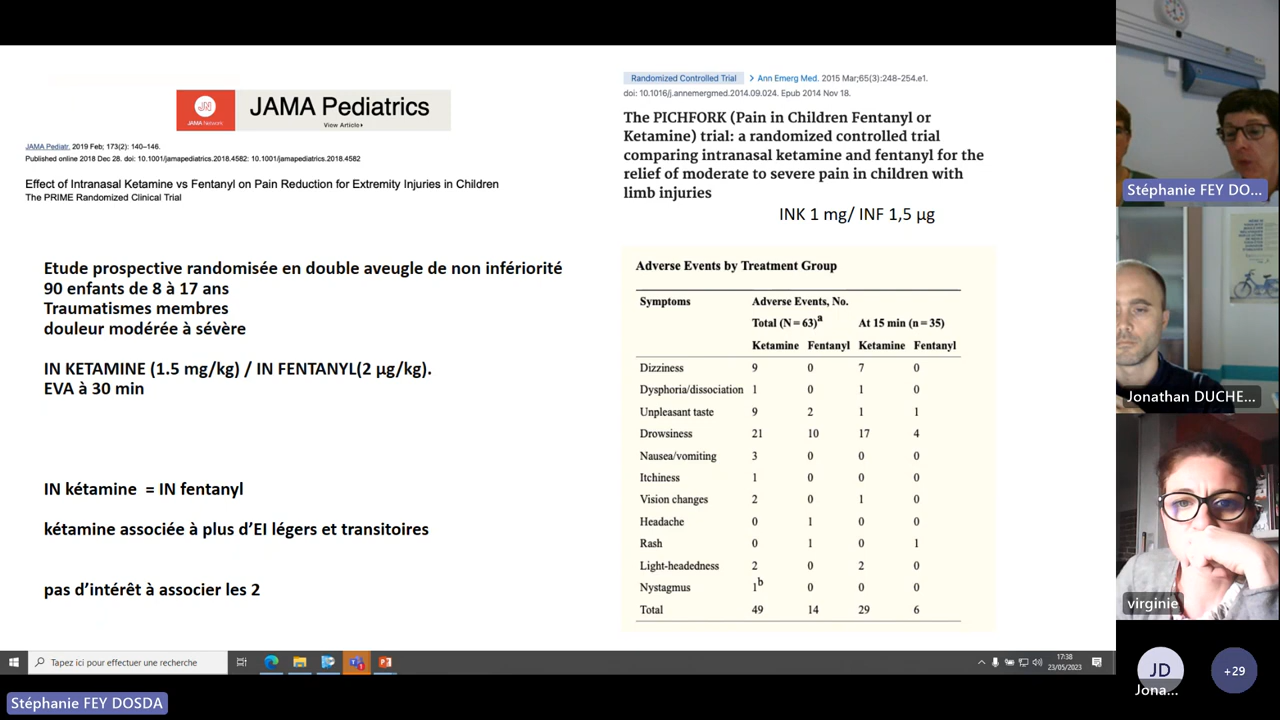 JN
JAMA Network
JAMA Pediatrics
View Article
JAMA Pediatr. 2019 Feb; 173(2): 140–146.
Published online 2018 Dec 28. doi: 10.1001/jamapediatrics.2018.4582: 10.1001/jamapediatrics.2018.4582
Effect of Intranasal Ketamine vs Fentanyl on Pain Reduction for Extremity Injuries in Children
The PRIME Randomized Clinical Trial
Etude prospective randomisée en double aveugle de non infériorité
90 enfants de 8 à 17 ans
Traumatismes membres
douleur modérée à sévère
IN KETAMINE (1.5 mg/kg) / IN FENTANYL(2 µg/kg).
EVA à 30 min
IN kétamine = IN fentanyl
kétamine associée à plus d'EI légers et transitoires
pas d'intérêt à associer les 2
Randomized Controlled Trial > Ann Emerg Med. 2015 Mar;65(3):248-254.e1.
doi: 10.1016/j.annemergmed.2014.09.024. Epub 2014 Nov 18.
The PICHFORK (Pain in Children Fentanyl or
Ketamine) trial: a randomized controlled trial
comparing intranasal ketamine and fentanyl for the
relief of moderate to severe pain in children with
limb injuries
INK 1 mg/ INF 1,5 µg
Adverse Events by Treatment Group
Symptoms Adverse Events, No.
Total (N = 63)a At 15 min (n = 35)
Ketamine Fentanyl Ketamine Fentanyl
Dizziness 9 0 7 0
Dysphoria/dissociation 1 0 1 0
Unpleasant taste 9 2 1 1
Drowsiness 21 10 17 4
Nausea/vomiting 3 0 0 0
Itchiness 1 0 0 0
Vision changes 2 0 1 0
Headache 0 1 0 0
Rash 0 1 0 1
Light-headedness 2 0 2 0
Nystagmus 1b 0 0 0
Total 49 14 29 6
Stéphanie FEY DO...
Jonathan DUCHE...
virginie
JD
Jona...
+29
Tapez ici pour effectuer une recherche
17:38
23/05/2023
Stéphanie FEY DOSDA